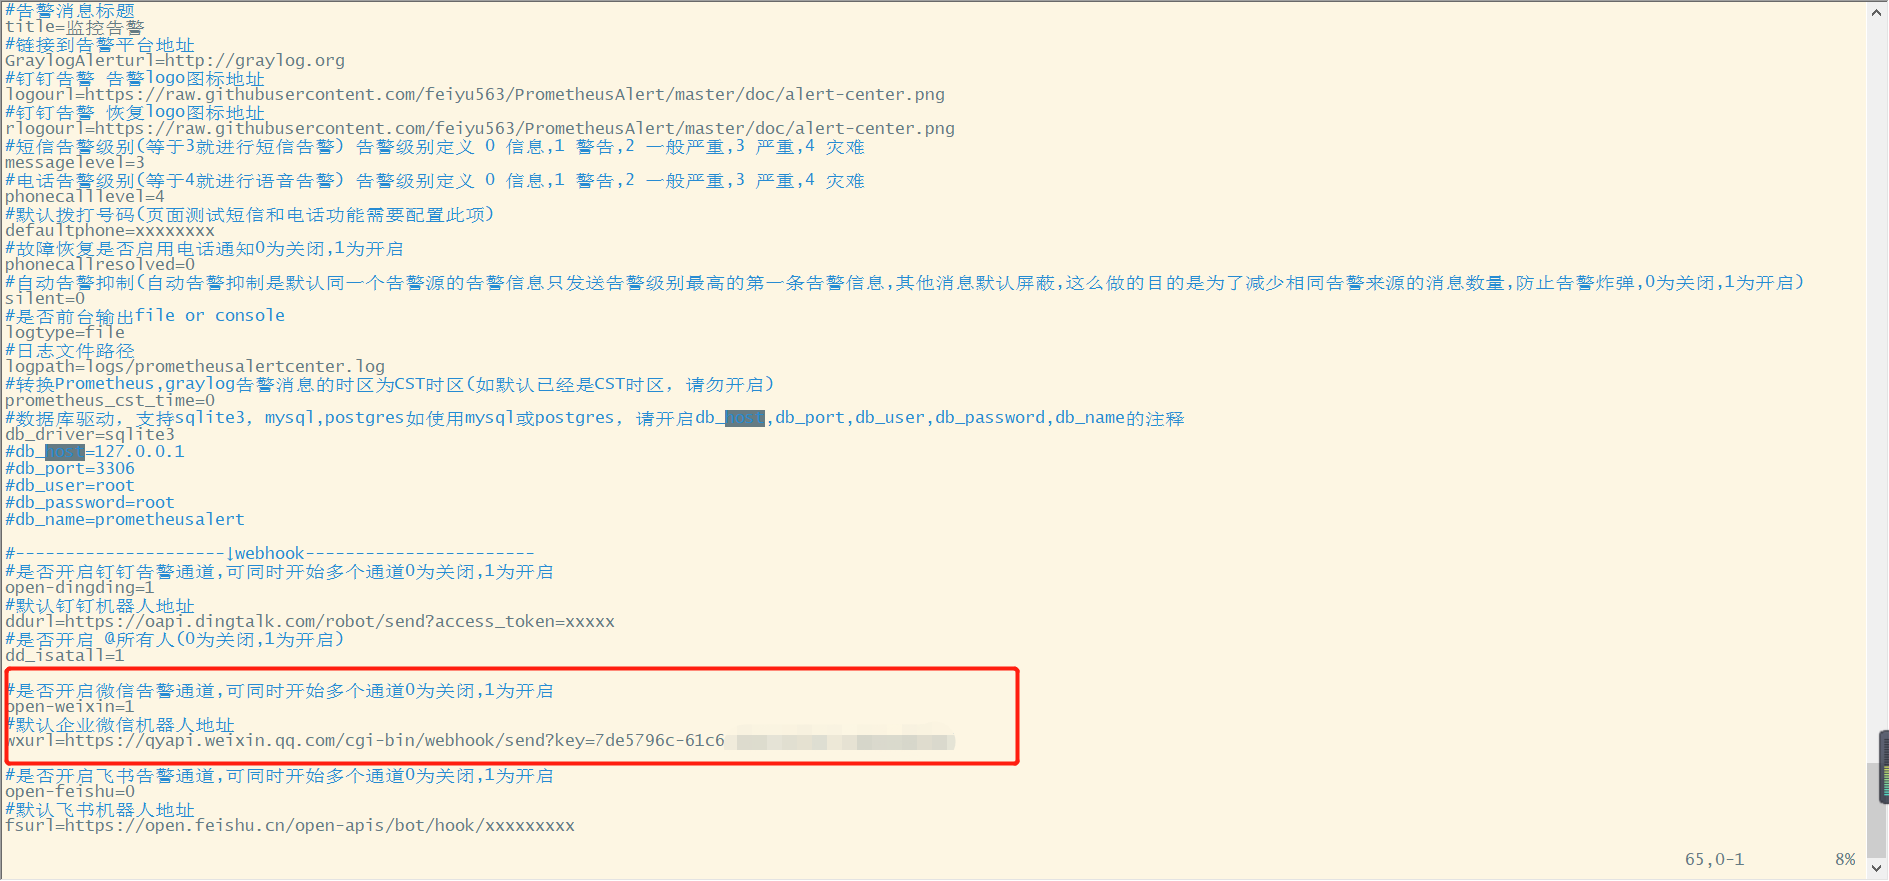 #告警消息标题
title=监控告警
#链接到告警平台地址
GraylogAlerturl=http://graylog.org
#钉钉告警 告警logo图标地址
logourl=https://raw.githubusercontent.com/feiyu563/PrometheusAlert/master/doc/alert-center.png
#钉钉告警 恢复logo图标地址
rlogourl=https://raw.githubusercontent.com/feiyu563/PrometheusAlert/master/doc/alert-center.png
#短信告警级别(等于3就进行短信告警) 告警级别定义 0 信息,1 警告,2 一般严重,3 严重,4 灾难
messagelevel=3
#电话告警级别(等于4就进行语音告警) 告警级别定义 0 信息,1 警告,2 一般严重,3 严重,4 灾难
phonecalllevel=4
#默认拨打号码(页面测试短信和电话功能需要配置此项)
defaultphone=xxxxxxxx
#故障恢复是否启用电话通知0为关闭,1为开启
phonecallresolved=0
#自动告警抑制(自动告警抑制是默认同一个告警源的告警信息只发送告警级别最高的第一条告警信息,其他消息默认屏蔽,这么做的目的是为了减少相同告警来源的消息数量,防止告警炸弹,0为关闭,1为开启)
silent=0
#是否前台输出file or console
logtype=file
#日志文件路径
logpath=logs/prometheusalertcenter.log
#转换Prometheus,graylog告警消息的时区为CST时区(如默认已经是CST时区，请勿开启)
prometheus_cst_time=0
#数据库驱动，支持sqlite3，mysql,postgres如使用mysql或postgres，请开启db_host,db_port,db_user,db_password,db_name的注释
db_driver=sqlite3
#db_host=127.0.0.1
#db_port=3306
#db_user=root
#db_password=root
#db_name=prometheusalert
#---------------------↓webhook-----------------------
#是否开启钉钉告警通道,可同时开始多个通道0为关闭,1为开启
open-dingding=1
#默认钉钉机器人地址
ddurl=https://oapi.dingtalk.com/robot/send?access_token=xxxxx
#是否开启 @所有人(0为关闭,1为开启)
dd_isatall=1
#是否开启微信告警通道,可同时开始多个通道0为关闭,1为开启
open-weixin=1
#默认企业微信机器人地址
wxurl=https://qyapi.weixin.qq.com/cgi-bin/webhook/send?key=7de5796c-61c6
#是否开启飞书告警通道,可同时开始多个通道0为关闭,1为开启
open-feishu=0
#默认飞书机器人地址
fsurl=https://open.feishu.cn/open-apis/bot/hook/xxxxxxxxx
65,0-1 8%